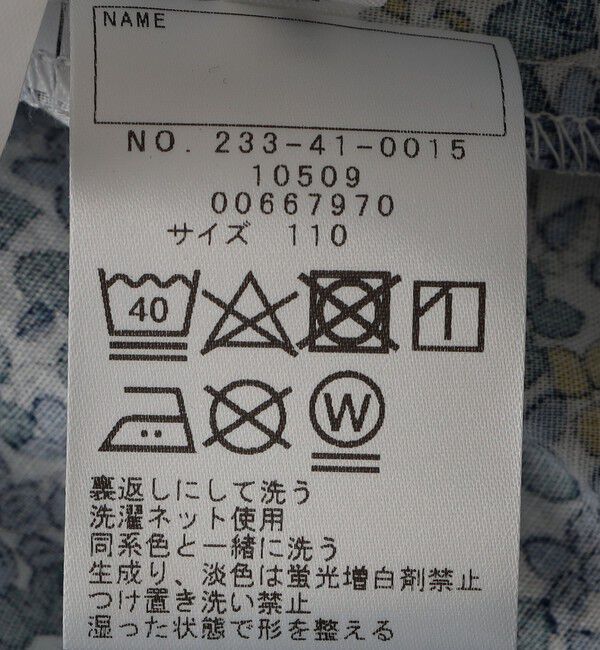 NAME
NO. 233-41-0015
10509
00667970
サイズ 110
40
W
裏返しにして洗う
洗濯ネット使用
同系色と一緒に洗う
生成り、淡色は蛍光増白剤禁止
つけ置き洗い禁止
湿った状態で形を整える